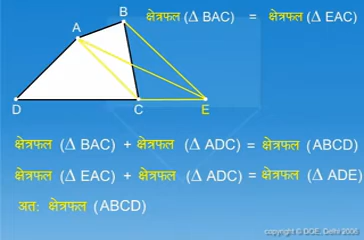 क्षेत्रफल (Δ BAC) = क्षेत्रफल (Δ EAC)
B
A
D C E
क्षेत्रफल (Δ BAC) + क्षेत्रफल (Δ ADC) = क्षेत्रफल (ABCD)
क्षेत्रफल (Δ EAC) + क्षेत्रफल (Δ ADC) = क्षेत्रफल (Δ ADE)
अत: क्षेत्रफल (ABCD)
copyright © DOE, Delhi 2006